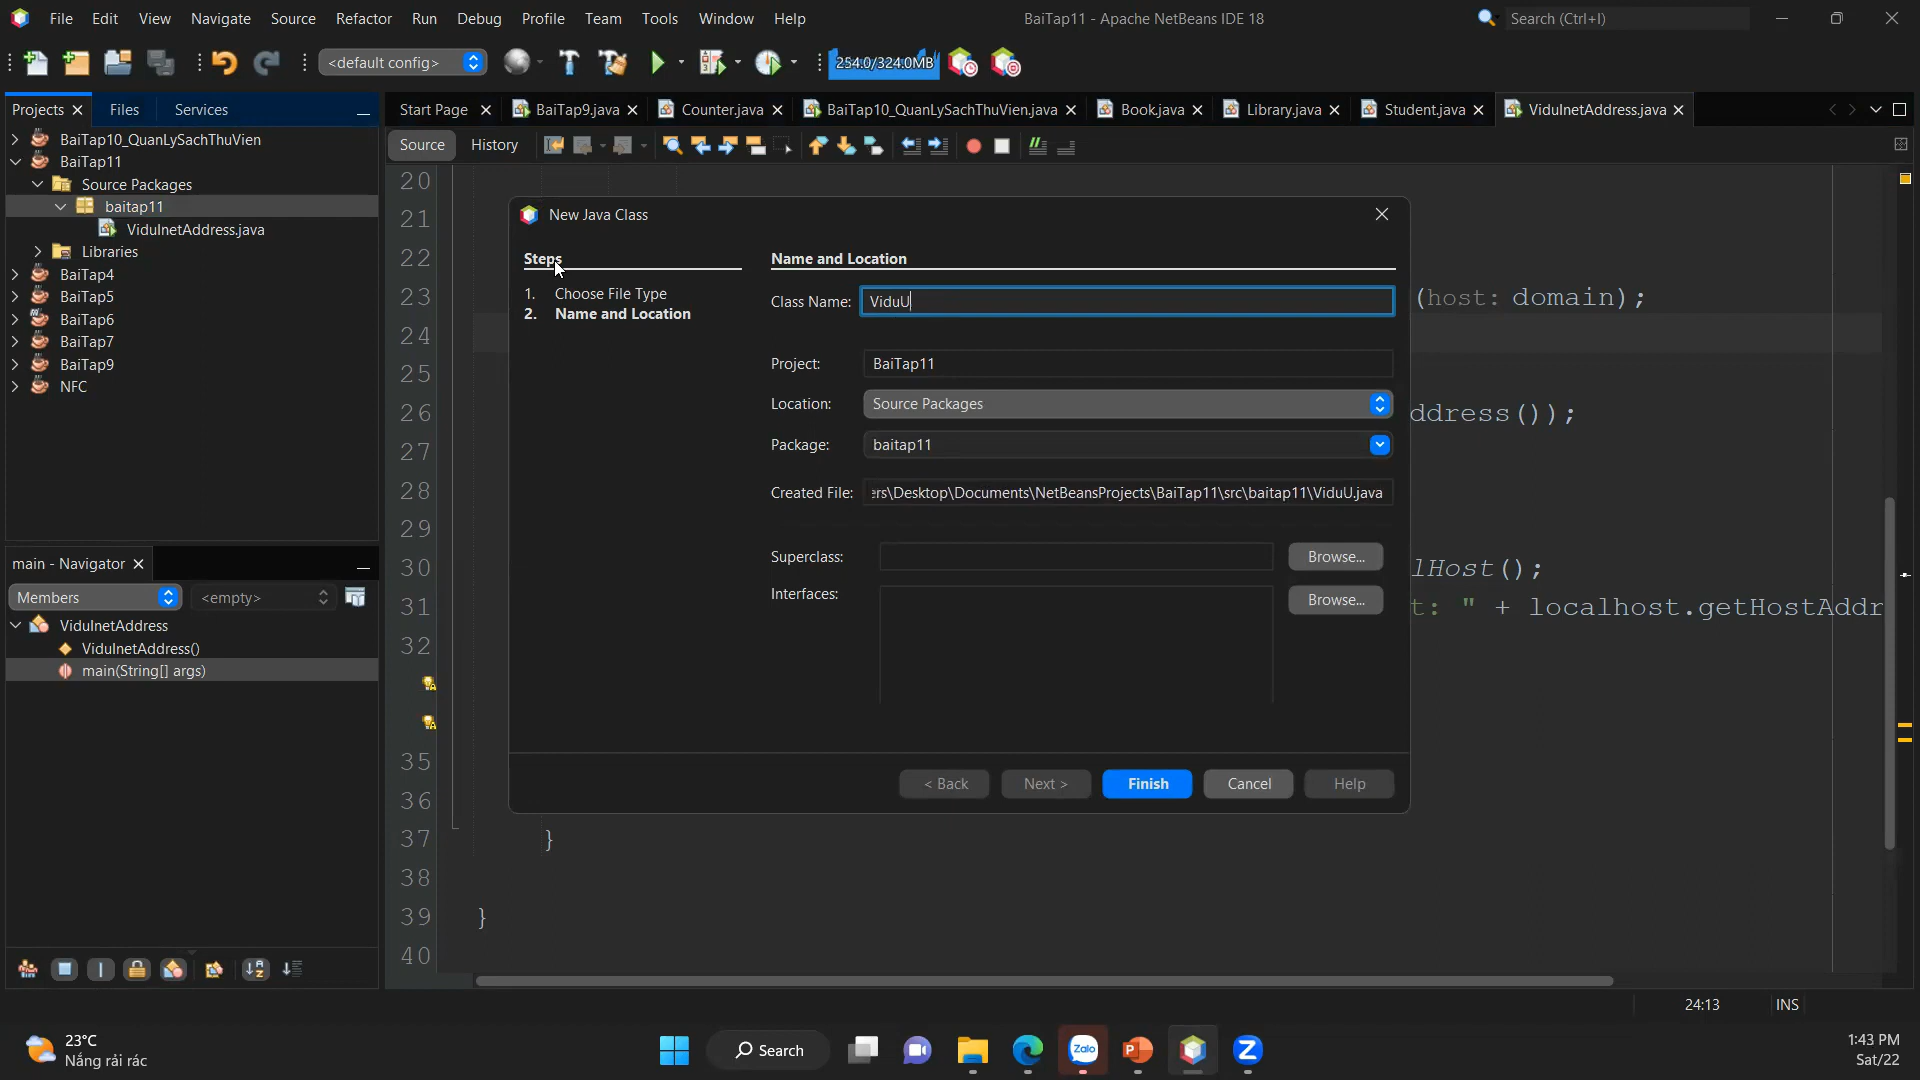 File Edit View Navigate Source Refactor Run Debug Profile Team Tools Window Help
BaiTap11 - Apache NetBeans IDE 18
Search (Ctrl+I)
<default config>
254.0/324.0MB
Projects
Files
Services
Start Page
BaiTap9.java
Counter.java
BaiTap10_QuanLySachThuVien.java
Book.java
Library.java
Student.java
ViduInetAddress.java
BaiTap10_QuanLySachThuVien
BaiTap11
Source Packages
baitap11
ViduInetAddress.java
Libraries
BaiTap4
BaiTap5
BaiTap6
BaiTap7
BaiTap9
NFC
main - Navigator
Members
<empty>
ViduInetAddress
ViduInetAddress()
main(String[] args)
Source
History
20
21
22
23
(host: domain);
24
25
26
ddress());
27
28
29
30
lHost();
31
t: " + localhost.getHostAddr
32
35
36
37
}
38
39
}
40
New Java Class
Steps
1. Choose File Type
2. Name and Location
Name and Location
Class Name: ViduU
Project: BaiTap11
Location: Source Packages
Package: baitap11
Created File: ers\Desktop\Documents\NetBeansProjects\BaiTap11\src\baitap11\ViduU.java
Superclass:
Browse...
Interfaces:
Browse...
< Back
Next >
Finish
Cancel
Help
24:13
INS
23°C
Nắng rải rác
Search
Zalo
1:43 PM
Sat/22